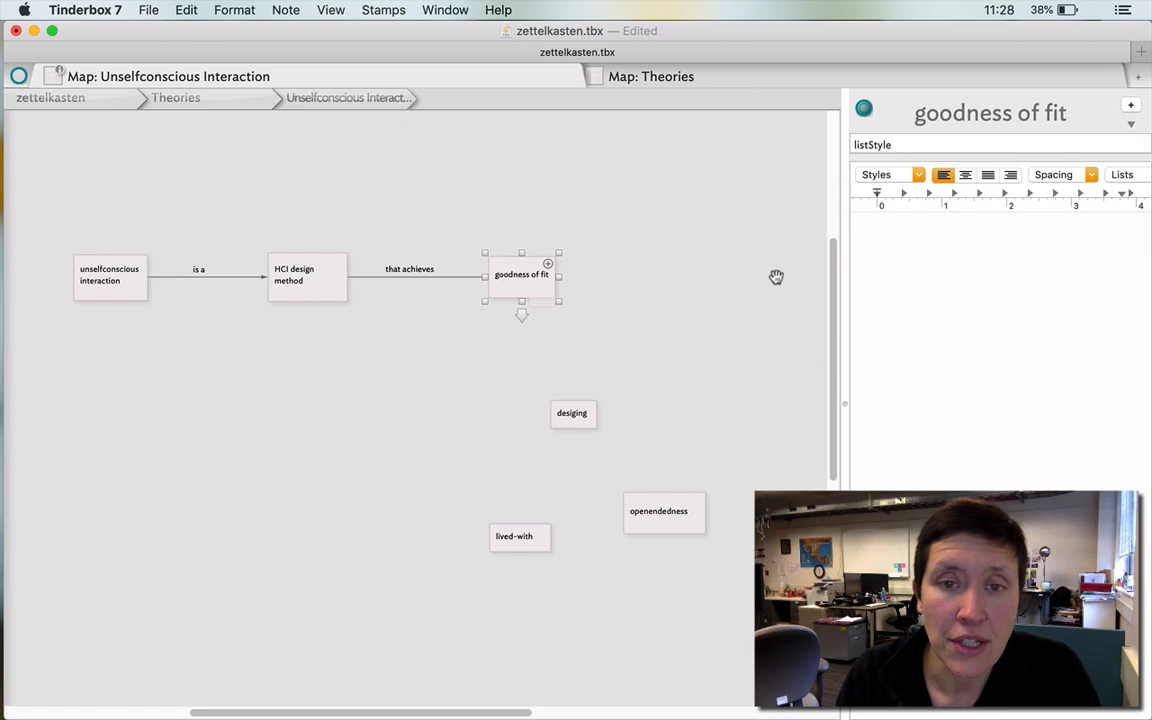 Tinderbox 7 File Edit Format Note View Stamps Window Help 11:28 38%
zettelkasten.tbx — Edited
zettelkasten.tbx
Map: Unselfconscious Interaction Map: Theories +
zettelkasten Theories Unselfconscious Interact...
goodness of fit +
listStyle
Styles Spacing Lists
0 1 2 3 4
unselfconscious
interaction
is a
HCI design
method
that achieves
goodness of fit
desiging
openendedness
lived-with